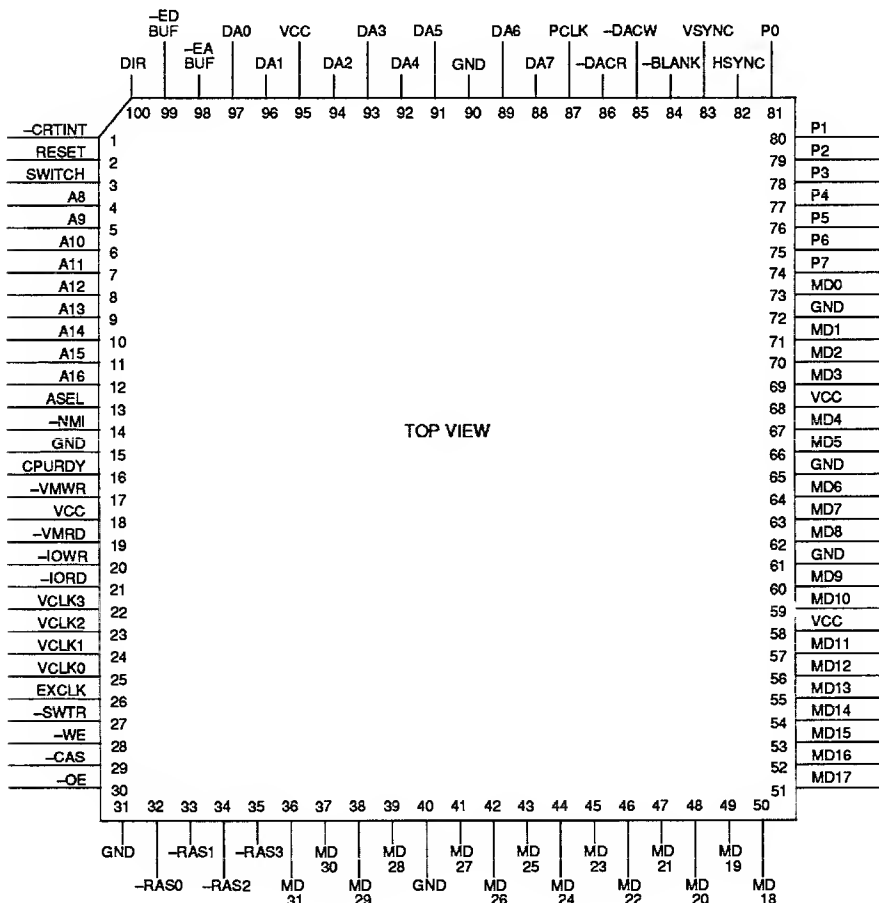 –ED BUF DA0 VCC DA3 DA5 DA6 PCLK –DACW VSYNC P0
DIR –EA BUF DA1 DA2 DA4 GND DA7 –DACR –BLANK HSYNC
100 99 98 97 96 95 94 93 92 91 90 89 88 87 86 85 84 83 82 81
–CRTINT 1 80 P1
RESET 2 79 P2
SWITCH 3 78 P3
A8 4 77 P4
A9 5 76 P5
A10 6 75 P6
A11 7 74 P7
A12 8 73 MD0
A13 9 72 GND
A14 10 71 MD1
A15 11 70 MD2
A16 12 69 MD3
ASEL 13 68 VCC
–NMI 14 67 MD4
TOP VIEW
GND 15 66 MD5
CPURDY 16 65 GND
–VMWR 17 64 MD6
VCC 18 63 MD7
–VMRD 19 62 MD8
–IOWR 20 61 GND
–IORD 21 60 MD9
VCLK3 22 59 MD10
VCLK2 23 58 VCC
VCLK1 24 57 MD11
VCLK0 25 56 MD12
EXCLK 26 55 MD13
–SWTR 27 54 MD14
–WE 28 53 MD15
–CAS 29 52 MD16
–OE 30 51 MD17
31 32 33 34 35 36 37 38 39 40 41 42 43 44 45 46 47 48 49 50
GND –RAS1 –RAS3 MD 30 MD 28 MD 27 MD 25 MD 23 MD 21 MD 19
–RAS0 –RAS2 MD 31 MD 29 GND MD 26 MD 24 MD 22 MD 20 MD 18